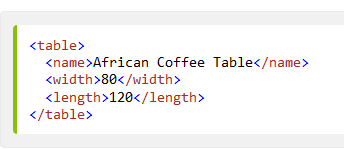 <table>
  <name>African Coffee Table</name>
  <width>80</width>
  <length>120</length>
</table>